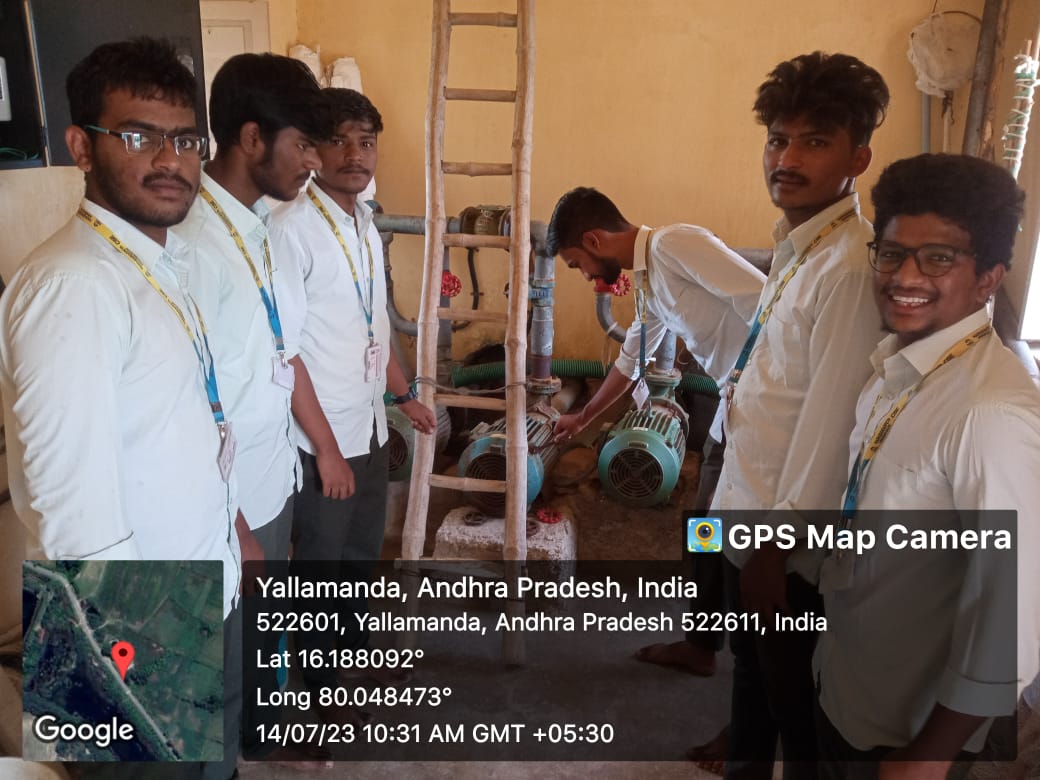 GPS Map Camera
Yallamanda, Andhra Pradesh, India
522601, Yallamanda, Andhra Pradesh 522611, India
Lat 16.188092°
Long 80.048473°
14/07/23 10:31 AM GMT +05:30
Google